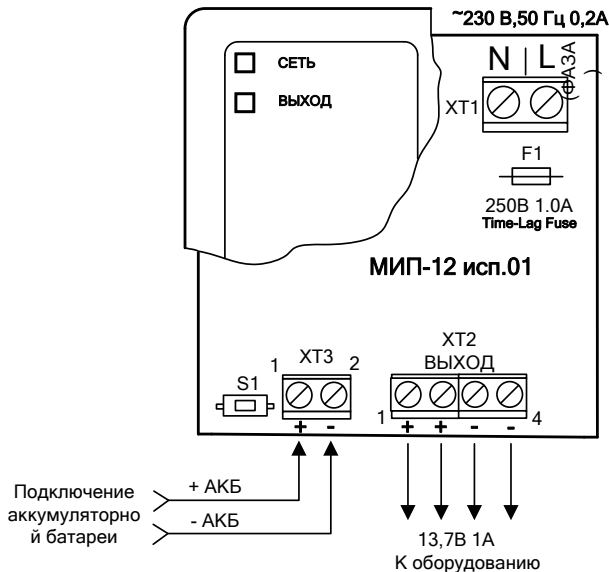 ~230 В,50 Гц 0,2А
N | L (ФАЗА)
СЕТЬ
ВЫХОД
XT1
F1
250В 1.0А
Time-Lag Fuse
МИП-12 исп.01
XT2
ВЫХОД
1 XT3 2
S1
1 4
+ - + + - -
+ АКБ
- АКБ
Подключение
аккумуляторно
й батареи
13,7В 1А
К оборудованию